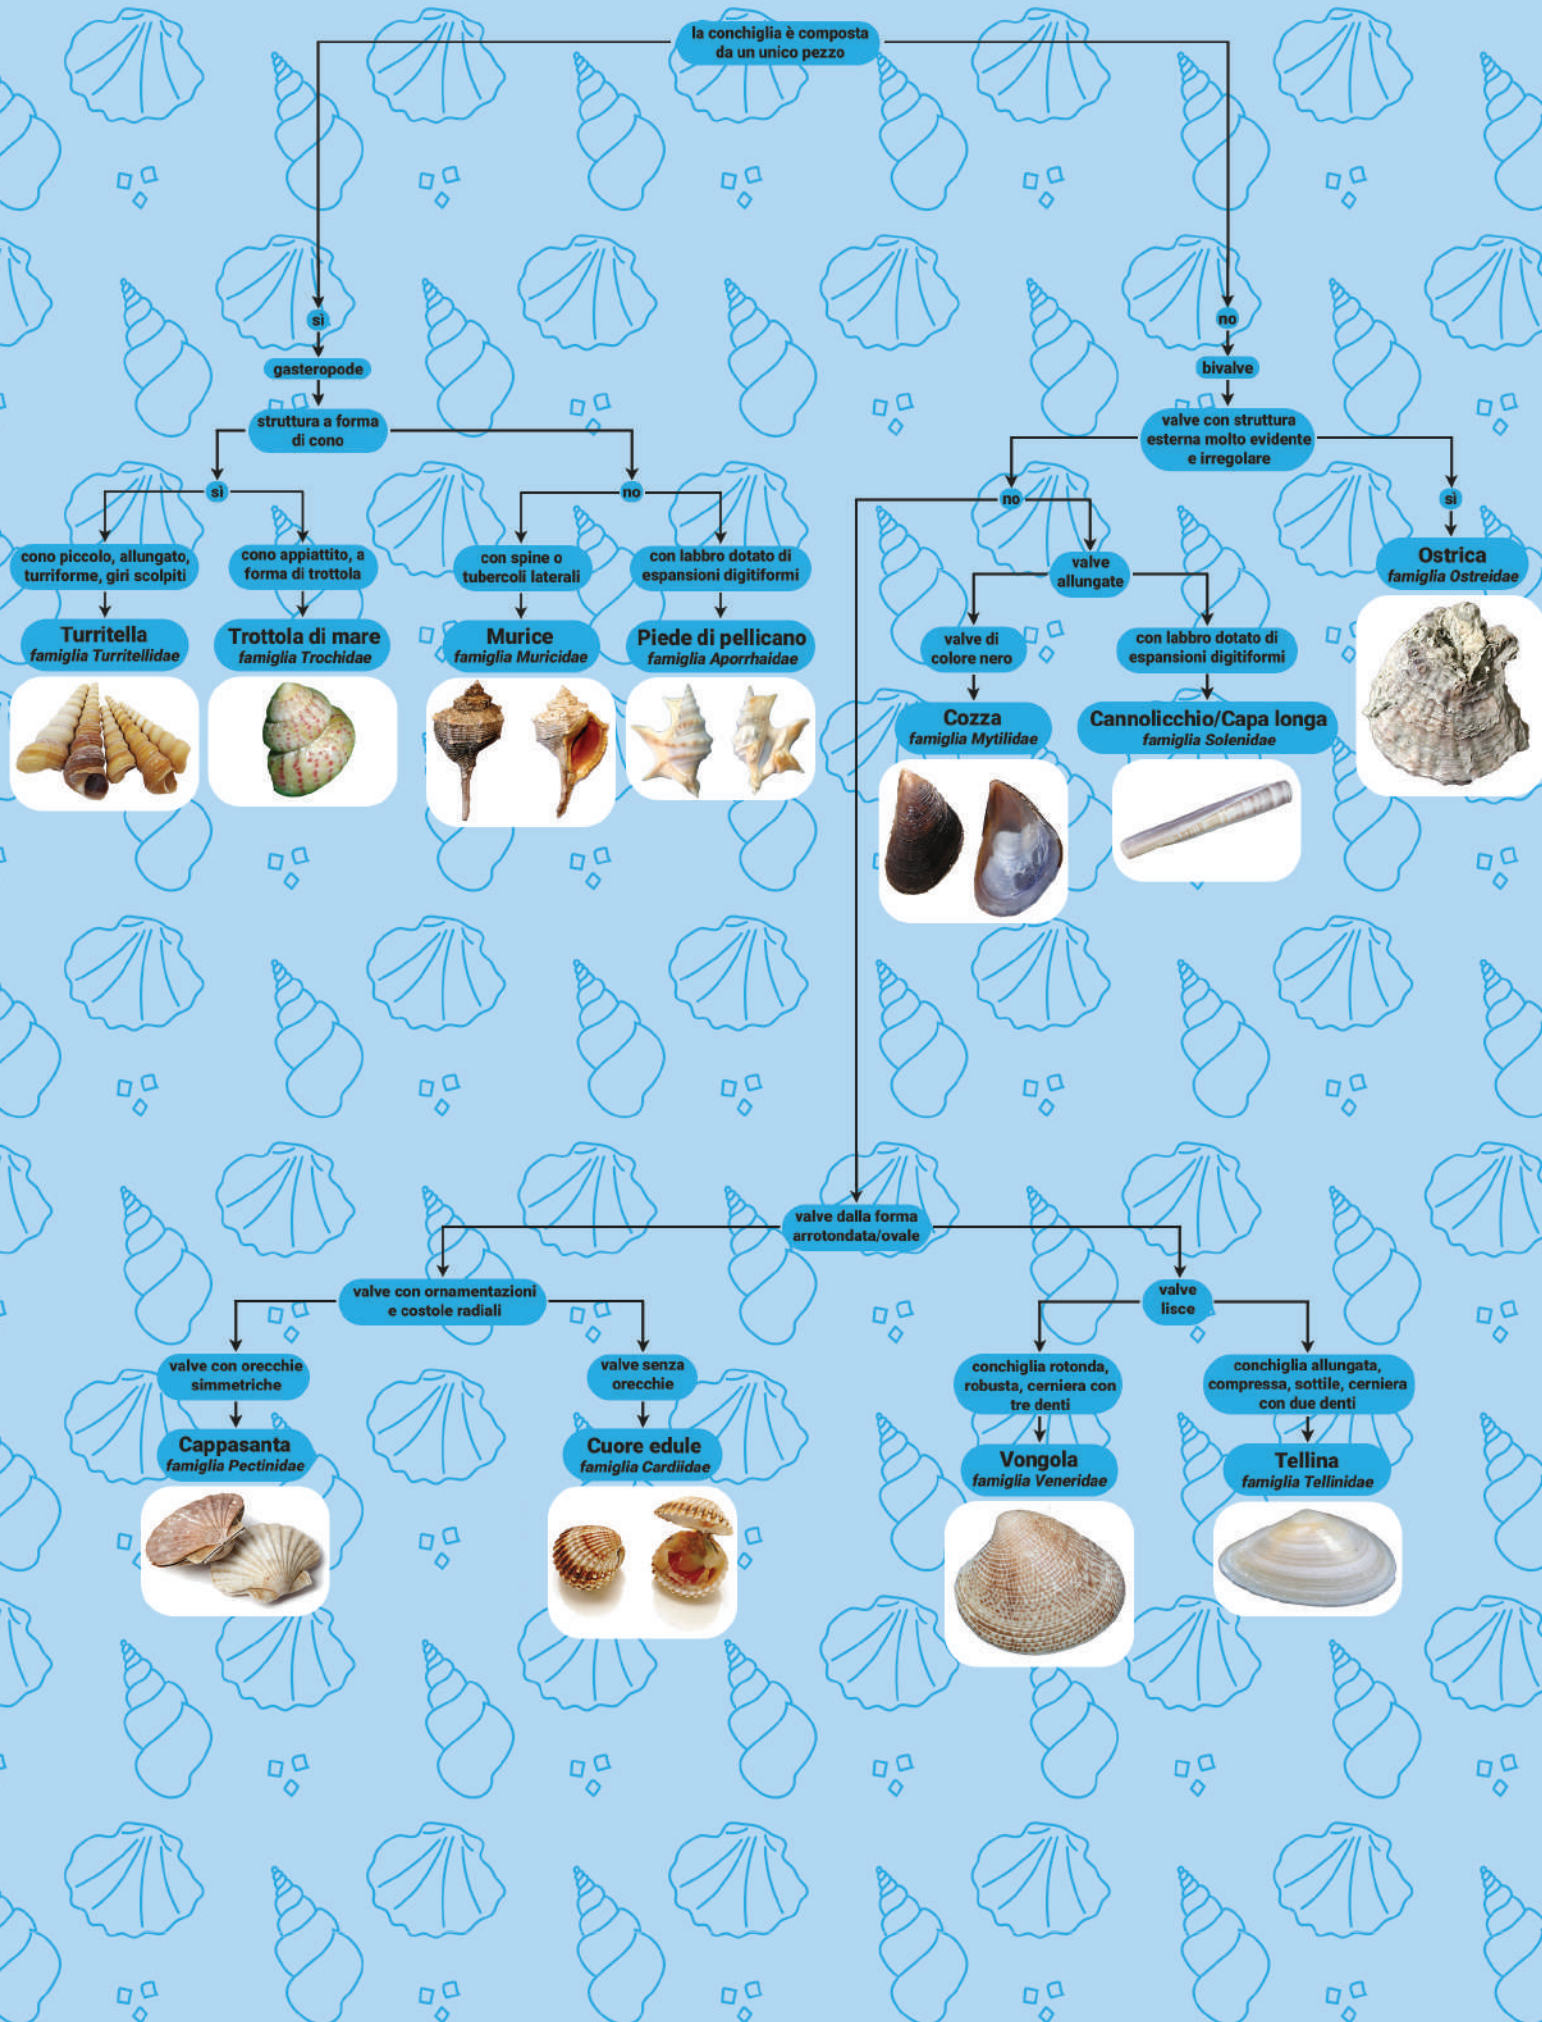 la conchiglia è composta
da un unico pezzo
sì
gasteropode
struttura a forma
di cono
sì
cono piccolo, allungato,
turriforme, giri scolpiti
Turritella
famiglia Turritellidae
cono appiattito, a
forma di trottola
Trottola di mare
famiglia Trochidae
no
con spine o
tubercoli laterali
Murice
famiglia Muricidae
con labbro dotato di
espansioni digitiformi
Piede di pellicano
famiglia Aporrhaidae
no
bivalve
valve con struttura
esterna molto evidente
e irregolare
no
valve
allungate
valve di
colore nero
Cozza
famiglia Mytilidae
con labbro dotato di
espansioni digitiformi
Cannolicchio/Capa longa
famiglia Solenidae
sì
Ostrica
famiglia Ostreidae
valve dalla forma
arrotondata/ovale
valve con ornamentazioni
e costole radiali
valve con orecchie
simmetriche
Cappasanta
famiglia Pectinidae
valve senza
orecchie
Cuore edule
famiglia Cardiidae
valve
lisce
conchiglia rotonda,
robusta, cerniera con
tre denti
Vongola
famiglia Veneridae
conchiglia allungata,
compressa, sottile, cerniera
con due denti
Tellina
famiglia Tellinidae